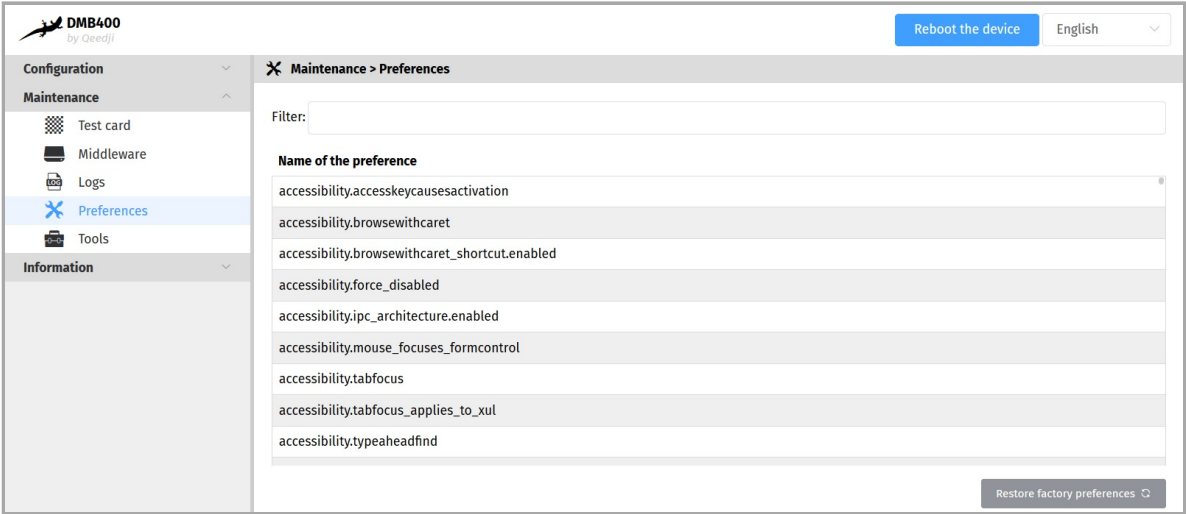 DMB400
by Qeedji
Reboot the device
English
Configuration
Maintenance
Test card
Middleware
LOG
Logs
Preferences
Tools
Information
Maintenance > Preferences
Filter:
Name of the preference
accessibility.accesskeycausesactivation
accessibility.browsewithcaret
accessibility.browsewithcaret_shortcut.enabled
accessibility.force_disabled
accessibility.ipc_architecture.enabled
accessibility.mouse_focuses_formcontrol
accessibility.tabfocus
accessibility.tabfocus_applies_to_xul
accessibility.typeaheadfind
Restore factory preferences